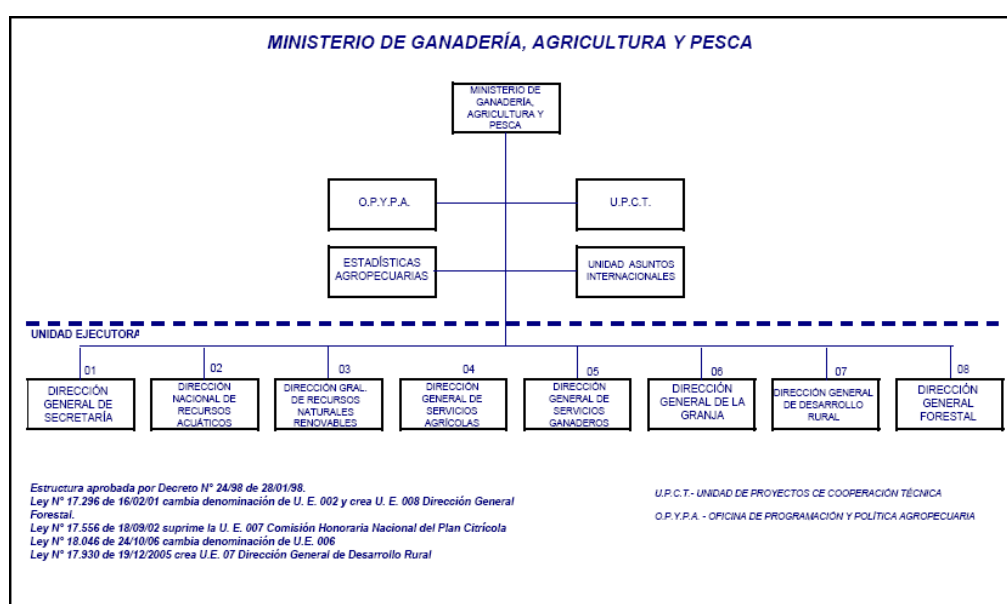 MINISTERIO DE GANADERÍA, AGRICULTURA Y PESCA
MINISTERIO DE
GANADERÍA,
AGRICULTURA Y
PESCA
O.P.Y.P.A.
U.P.C.T.
ESTADÍSTICAS
AGROPECUARIAS
UNIDAD ASUNTOS
INTERNACIONALES
UNIDAD EJECUTORA
01
DIRECCIÓN
GENERAL DE
SECRETARÍA
02
DIRECCIÓN
NACIONAL DE
RECURSOS
ACUÁTICOS
03
DIRECCIÓN GRAL.
DE RECURSOS
NATURALES
RENOVABLES
04
DIRECCIÓN
GENERAL DE
SERVICIOS
AGRÍCOLAS
05
DIRECCIÓN
GENERAL DE
SERVICIOS
GANADEROS
06
DIRECCIÓN
GENERAL DE LA
GRANJA
07
DIRECCIÓN GENERAL
DE DESARROLLO
RURAL
08
DIRECCIÓN
GENERAL
FORESTAL
Estructura aprobada por Decreto N° 24/98 de 28/01/98.
Ley N° 17.296 de 16/02/01 cambia denominación de U. E. 002 y crea U. E. 008 Dirección General
Forestal.
Ley N° 17.556 de 18/09/02 suprime la U. E. 007 Comisión Honoraria Nacional del Plan Citrícola
Ley N° 18.046 de 24/10/06 cambia denominación de U.E. 006
Ley N° 17.930 de 19/12/2005 crea U.E. 07 Dirección General de Desarrollo Rural
U.P.C.T.- UNIDAD DE PROYECTOS CE COOPERACIÓN TÉCNICA
O.P.Y.P.A. - OFICINA DE PROGRAMACIÓN Y POLÍTICA AGROPECUARIA